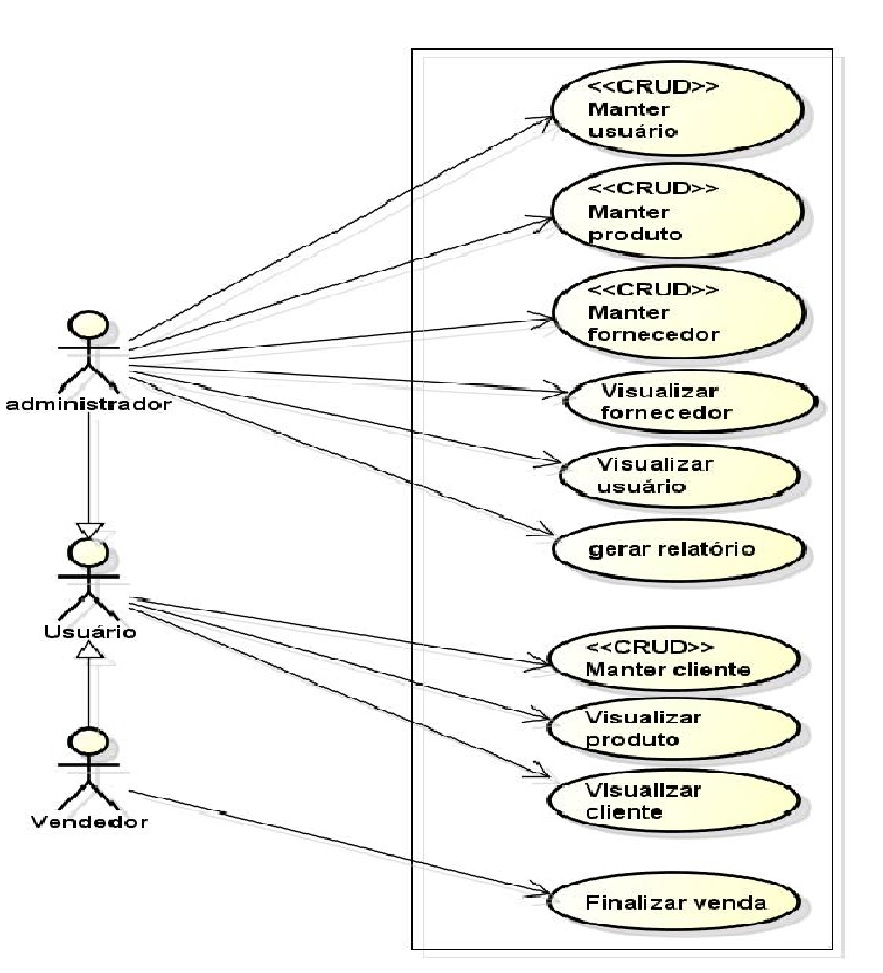 <<CRUD>>
Manter
usuário
<<CRUD>>
Manter
produto
<<CRUD>>
Manter
fornecedor
administrador
Visualizar
fornecedor
Visualizar
usuário
gerar relatório
Usuário
<<CRUD>>
Manter cliente
Visualizar
produto
Visualizar
cliente
Vendedor
Finalizar venda